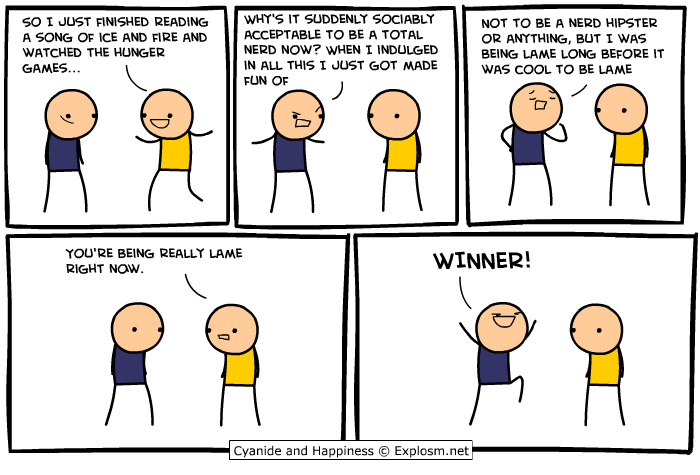 SO I JUST FINISHED READING
A SONG OF ICE AND FIRE AND
WATCHED THE HUNGER
GAMES...
WHY'S IT SUDDENLY SOCIABLY
ACCEPTABLE TO BE A TOTAL
NERD NOW? WHEN I INDULGED
IN ALL THIS I JUST GOT MADE
FUN OF
NOT TO BE A NERD HIPSTER
OR ANYTHING, BUT I WAS
BEING LAME LONG BEFORE IT
WAS COOL TO BE LAME
YOU'RE BEING REALLY LAME
RIGHT NOW.
WINNER!
Cyanide and Happiness © Explosm.net